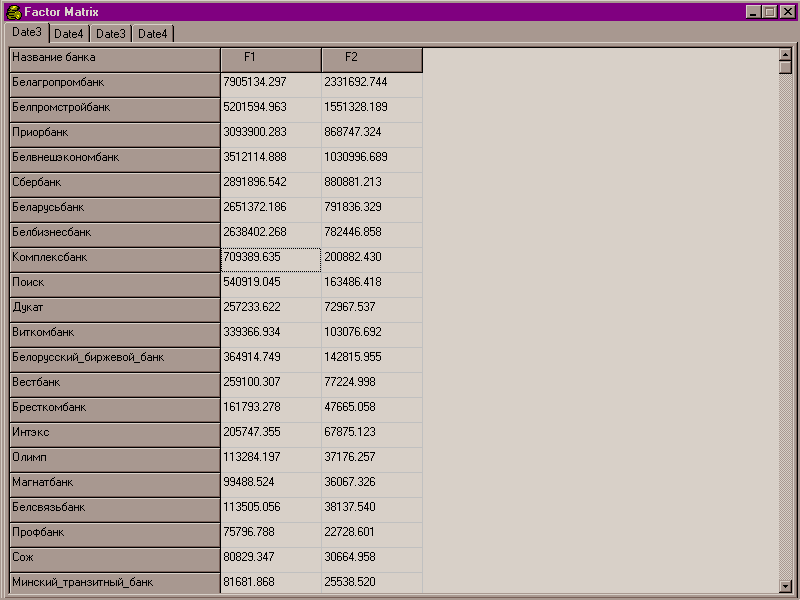 Factor Matrix
Date3 Date4 Date3 Date4
Название банка F1 F2
Белагропромбанк 7905134.297 2331692.744
Белпромстройбанк 5201594.963 1551328.189
Приорбанк 3093900.283 868747.324
Белвнешэкономбанк 3512114.888 1030996.689
Сбербанк 2891896.542 880881.213
Беларусьбанк 2651372.186 791836.329
Белбизнесбанк 2638402.268 782446.858
Комплексбанк 709389.635 200882.430
Поиск 540919.045 163486.418
Дукат 257233.622 72967.537
Виткомбанк 339366.934 103076.692
Белорусский_биржевой_банк 364914.749 142815.955
Вестбанк 259100.307 77224.998
Бресткомбанк 161793.278 47665.058
Интэкс 205747.355 67875.123
Олимп 113284.197 37176.257
Магнатбанк 99488.524 36067.326
Белсвязьбанк 113505.056 38137.540
Профбанк 75796.788 22728.601
Сож 80829.347 30664.958
Минский_транзитный_банк 81681.868 25538.520